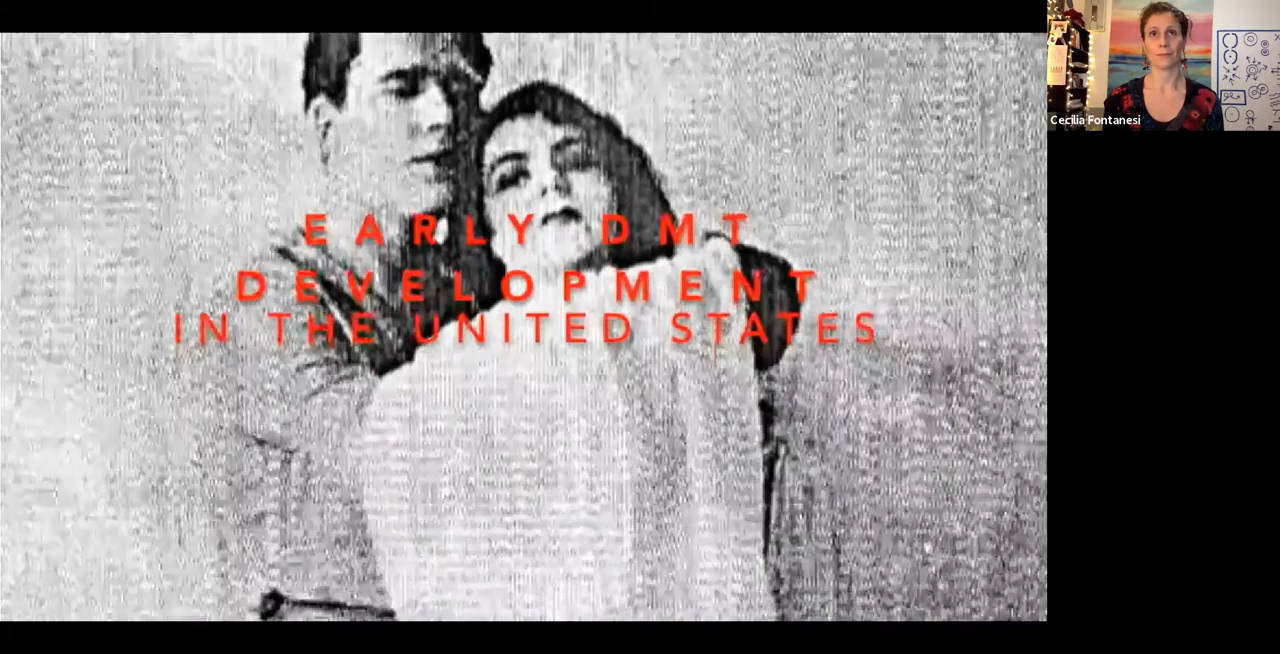 EARLY DMT
DEVELOPMENT
IN THE UNITED STATES
Cecilia Fontanesi